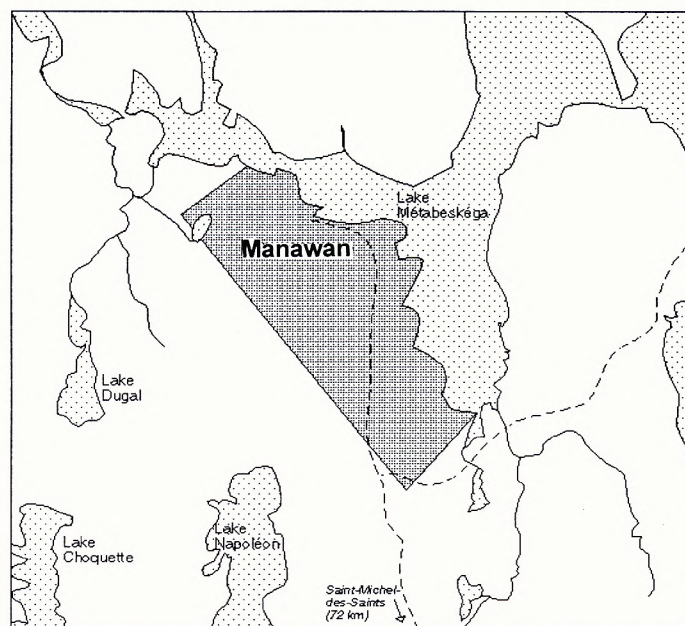 Lake
Métabeskéga
Manawan
Lake
Dugal
Lake
Napoléon
Lake
Choquette
Saint-Michel-
des-Saints
(72 km)